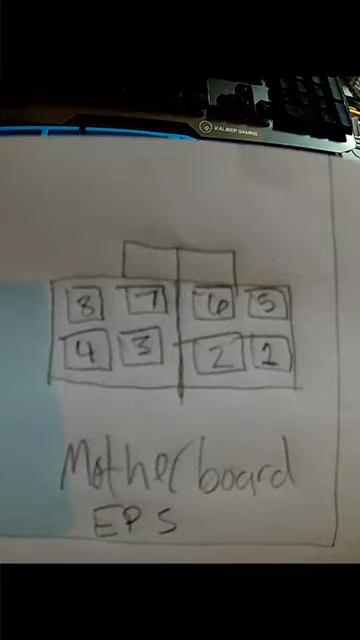 KALIBER GAMING
8 7 6 5
4 3 2 1
Motherboard
EPS